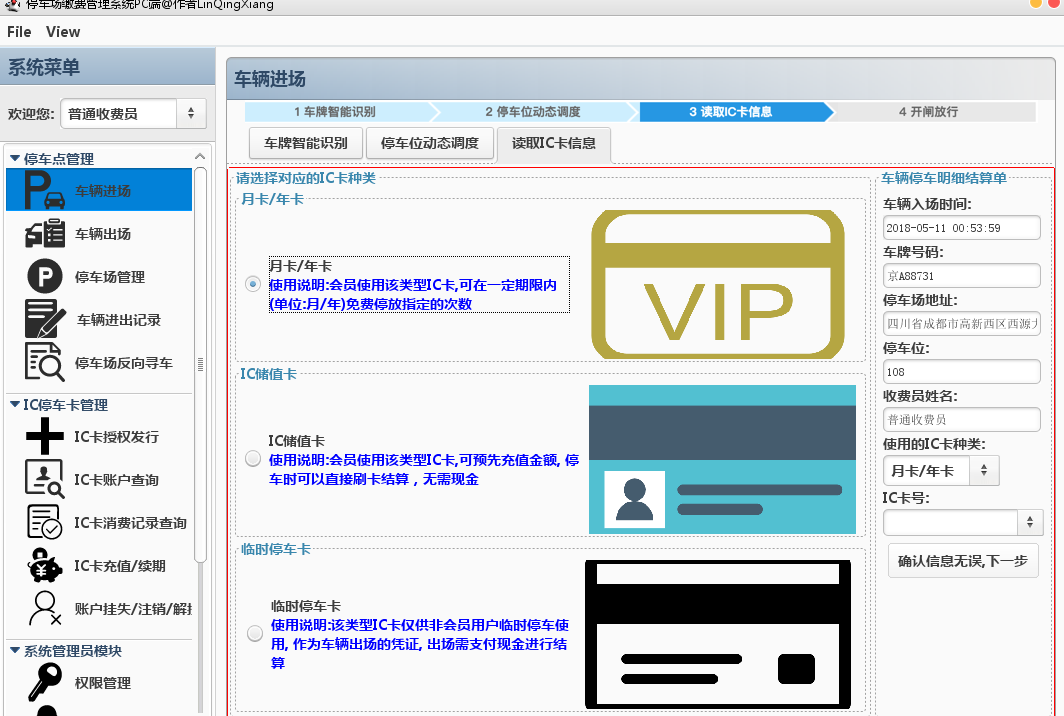 停车场缴费管理系统PC端@作者LinQingXiang
File View
系统菜单
欢迎您: 普通收费员
停车点管理
车辆进场
车辆出场
停车场管理
车辆进出记录
停车场反向寻车
IC停车卡管理
IC卡授权发行
IC卡账户查询
IC卡消费记录查询
IC卡充值/续期
账户挂失/注销/解挂
系统管理员模块
权限管理
车辆进场
1 车牌智能识别
2 停车位动态调度
3 读取IC卡信息
4 开闸放行
车牌智能识别
停车位动态调度
读取IC卡信息
请选择对应的IC卡种类
月卡/年卡
月卡/年卡
使用说明:会员使用该类型IC卡,可在一定期限内
(单位:月/年)免费停放指定的次数
VIP
IC储值卡
IC储值卡
使用说明:会员使用该类型IC卡,可预先充值金额, 停
车时可以直接刷卡结算，无需现金
临时停车卡
临时停车卡
使用说明:该类型IC卡仅供非会员用户临时停车使
用, 作为车辆出场的凭证, 出场需支付现金进行结
算
车辆停车明细结算单
车辆入场时间:
2018-05-11 00:53:59
车牌号码:
京A88731
停车场地址:
四川省成都市高新西区西源大
停车位:
108
收费员姓名:
普通收费员
使用的IC卡种类:
月卡/年卡
IC卡号:
确认信息无误,下一步